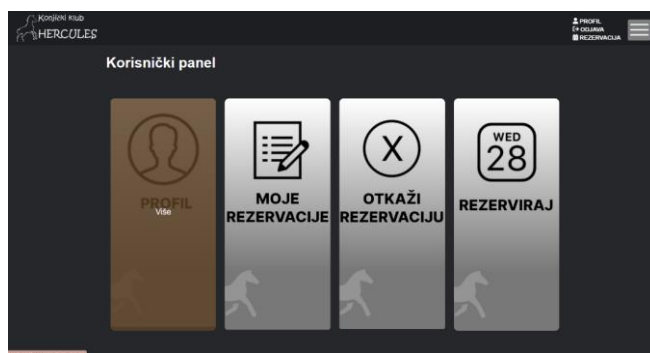 Konjički Klub
HERCULES
PROFIL
ODJAVA
REZERVACIJA
Korisnički panel
PROFIL
Više
MOJE
REZERVACIJE
OTKAŽI
REZERVACIJU
X
WED
28
REZERVIRAJ